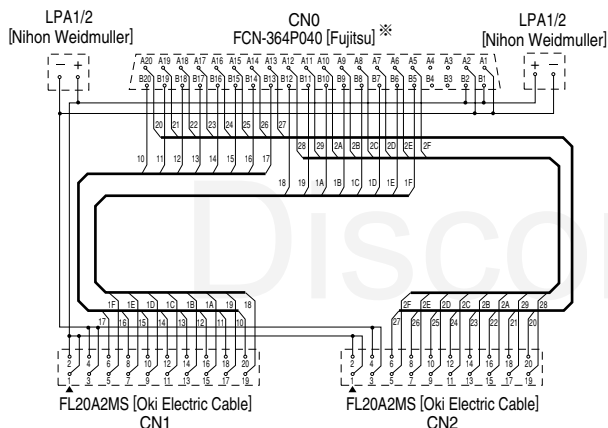 LPA1/2
[Nihon Weidmuller]
CN0
FCN-364P040 [Fujitsu] ※
LPA1/2
[Nihon Weidmuller]
− +
A20 A19 A18 A17 A16 A15 A14 A13 A12 A11 A10 A9 A8 A7 A6 A5 A4 A3 A2 A1
B20 B19 B18 B17 B16 B15 B14 B13 B12 B11 B10 B9 B8 B7 B6 B5 B4 B3 B2 B1
+ −
20 21 22 23 24 25 26 27
28 29 2A 2B 2C 2D 2E 2F
10 11 12 13 14 15 16 17
18 19 1A 1B 1C 1D 1E 1F
Disco
1F 1E 1D 1C 1B 1A 19 18
17 16 15 14 13 12 11 10
2F 2E 2D 2C 2B 2A 29 28
27 26 25 24 23 22 21 20
2 4 6 8 10 12 14 16 18 20
1 3 5 7 9 11 13 15 17 19
2 4 6 8 10 12 14 16 18 20
1 3 5 7 9 11 13 15 17 19
FL20A2MS [Oki Electric Cable]
CN1
FL20A2MS [Oki Electric Cable]
CN2